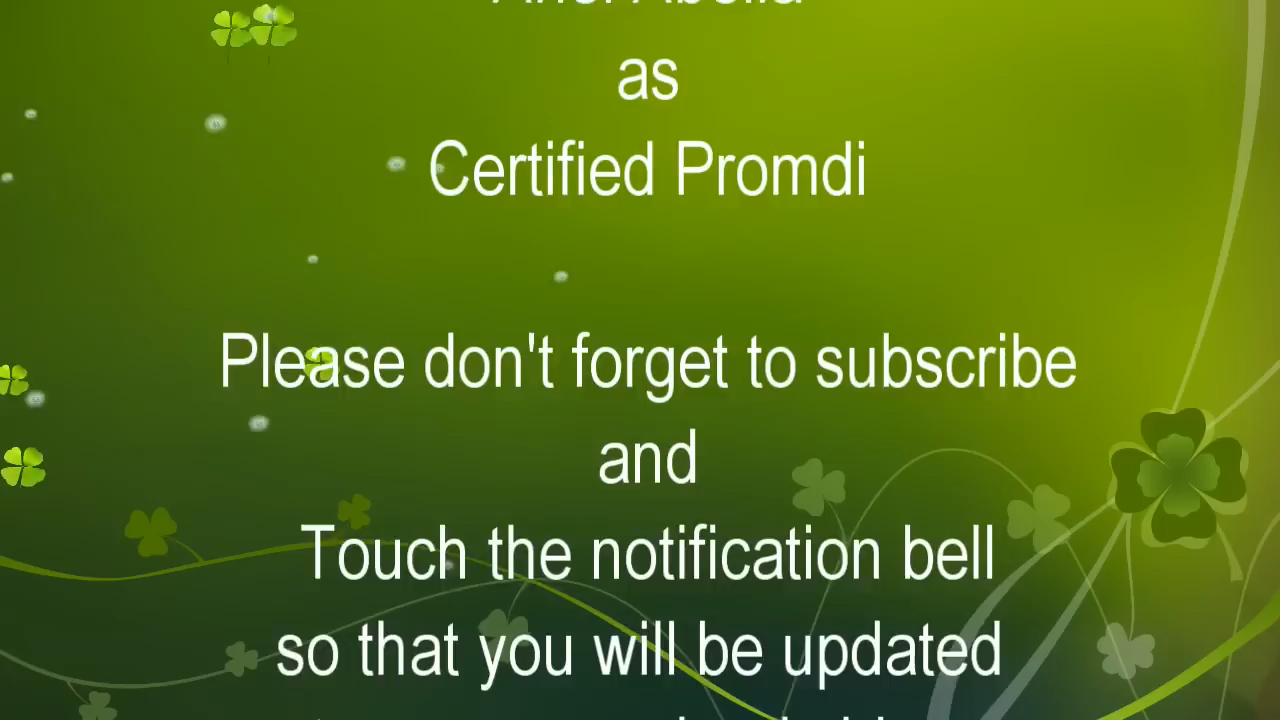 as
Certified Promdi
Please don't forget to subscribe
and
Touch the notification bell
so that you will be updated